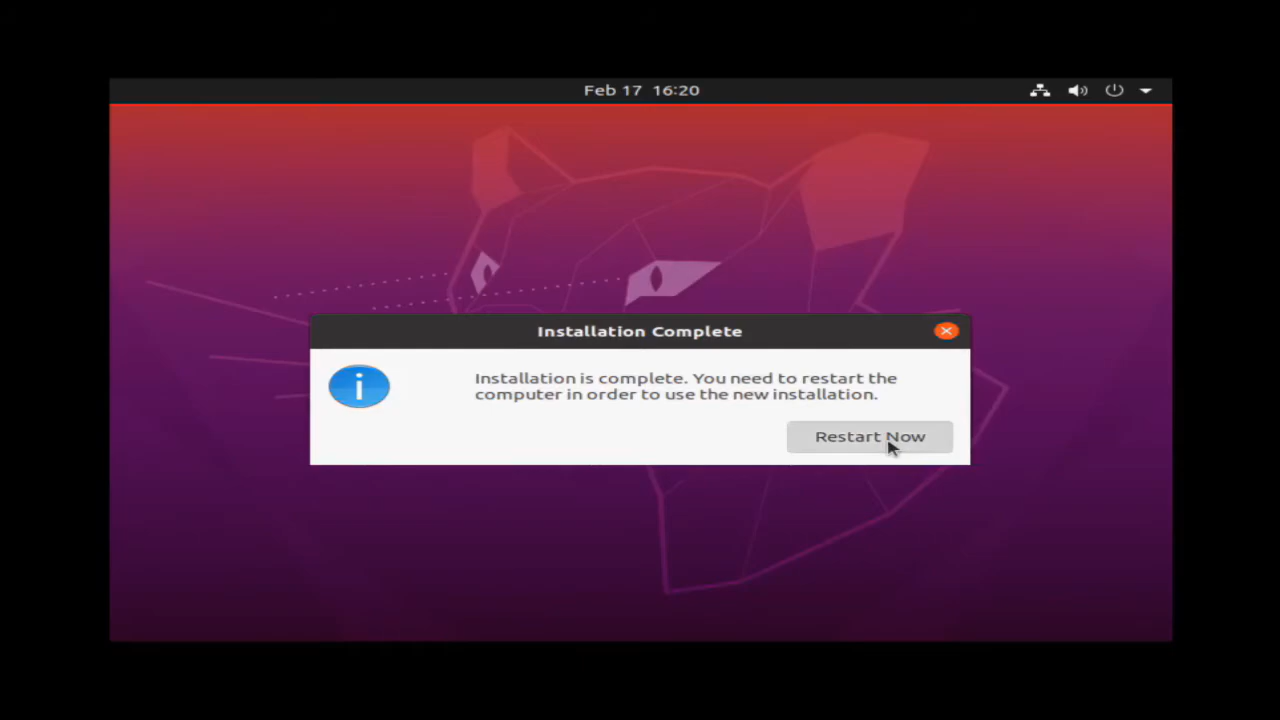 Feb 17 16:20
Installation Complete
Installation is complete. You need to restart the
computer in order to use the new installation.
Restart Now